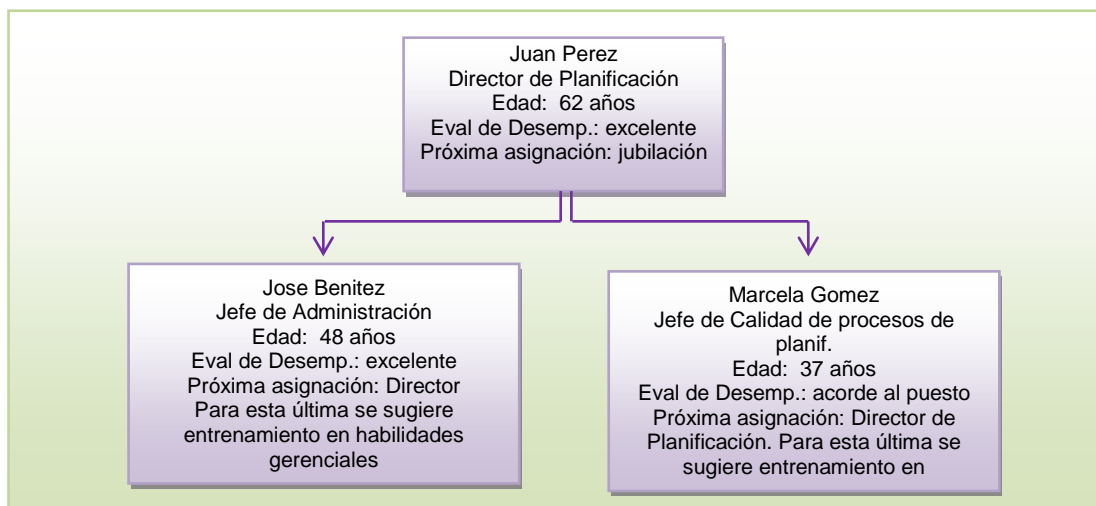 Juan Perez
Director de Planificación
Edad:  62 años
Eval de Desemp.: excelente
Próxima asignación: jubilación
Jose Benitez
Jefe de Administración
Edad:  48 años
Eval de Desemp.: excelente
Próxima asignación: Director
Para esta última se sugiere
entrenamiento en habilidades
gerenciales
Marcela Gomez
Jefe de Calidad de procesos de
planif.
Edad:  37 años
Eval de Desemp.: acorde al puesto
Próxima asignación: Director de
Planificación. Para esta última se
sugiere entrenamiento en